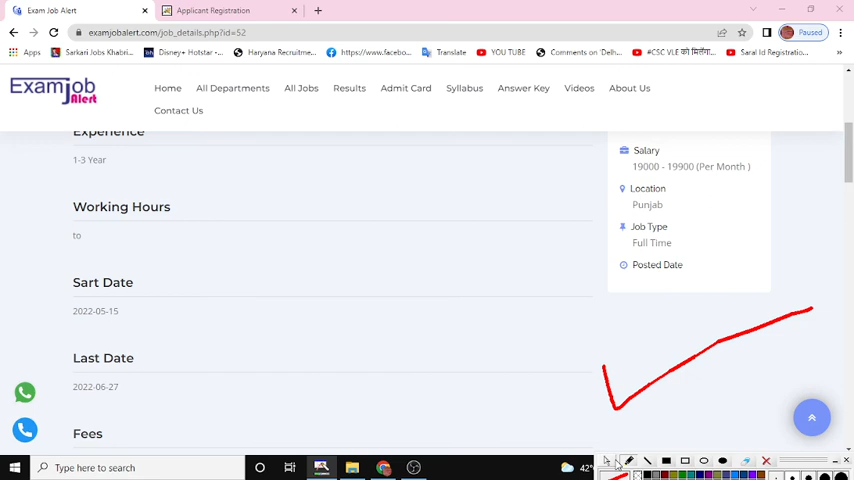 Exam Job Alert
Applicant Registration
examjobalert.com/job_details.php?id=52
Paused
Apps
Sarkari Jobs Khabri...
Disney+ Hotstar -...
Haryana Recruitme...
https://www.facebo...
Translate
YOU TUBE
Comments on 'Delh...
#CSC VLE को मिलेंगा...
Saral Id Registratio...
Examjob
Alert
Home
All Departments
All Jobs
Results
Admit Card
Syllabus
Answer Key
Videos
About Us
Contact Us
Experience
1-3 Year
Working Hours
to
Sart Date
2022-05-15
Last Date
2022-06-27
Fees
Salary
19000 - 19900 (Per Month )
Location
Punjab
Job Type
Full Time
Posted Date
Type here to search
42°